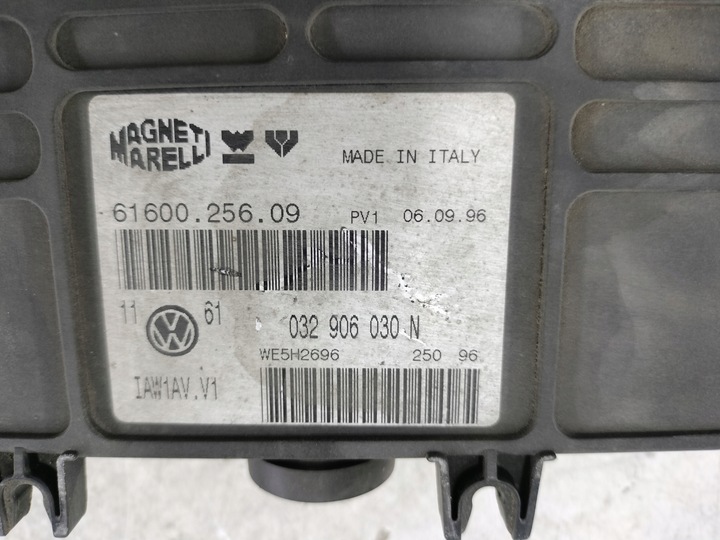 MAGNETI
MARELLI
MADE IN ITALY
61600.256.09 PV1 06.09.96
11 61
032 906 030 N
WE5H2696 250 96
IAW1AV.V1